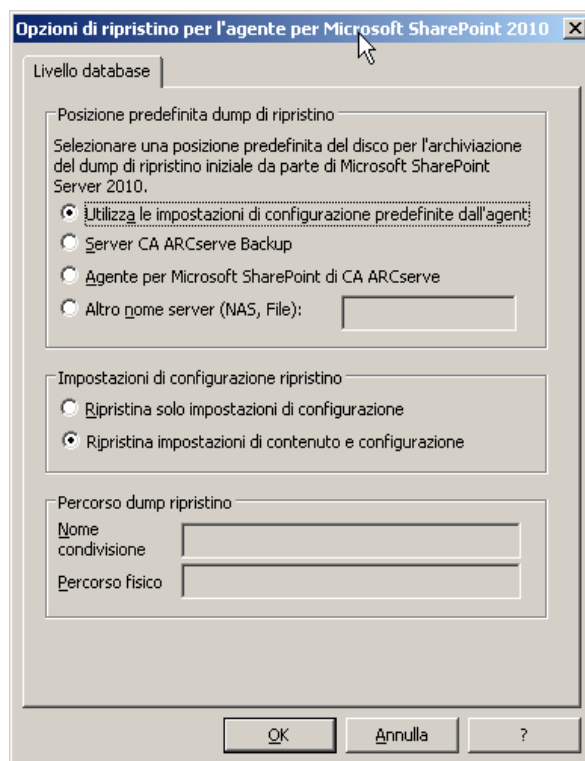 Opzioni di ripristino per l'agente per Microsoft SharePoint 2010
Livello database
Posizione predefinita dump di ripristino
Selezionare una posizione predefinita del disco per l'archiviazione
del dump di ripristino iniziale da parte di Microsoft SharePoint
Server 2010.
Utilizza le impostazioni di configurazione predefinite dall'agent
Server CA ARCserve Backup
Agente per Microsoft SharePoint di CA ARCserve
Altro nome server (NAS, File):
Impostazioni di configurazione ripristino
Ripristina solo impostazioni di configurazione
Ripristina impostazioni di contenuto e configurazione
Percorso dump ripristino
Nome
condivisione
Percorso fisico
OK
Annulla
?